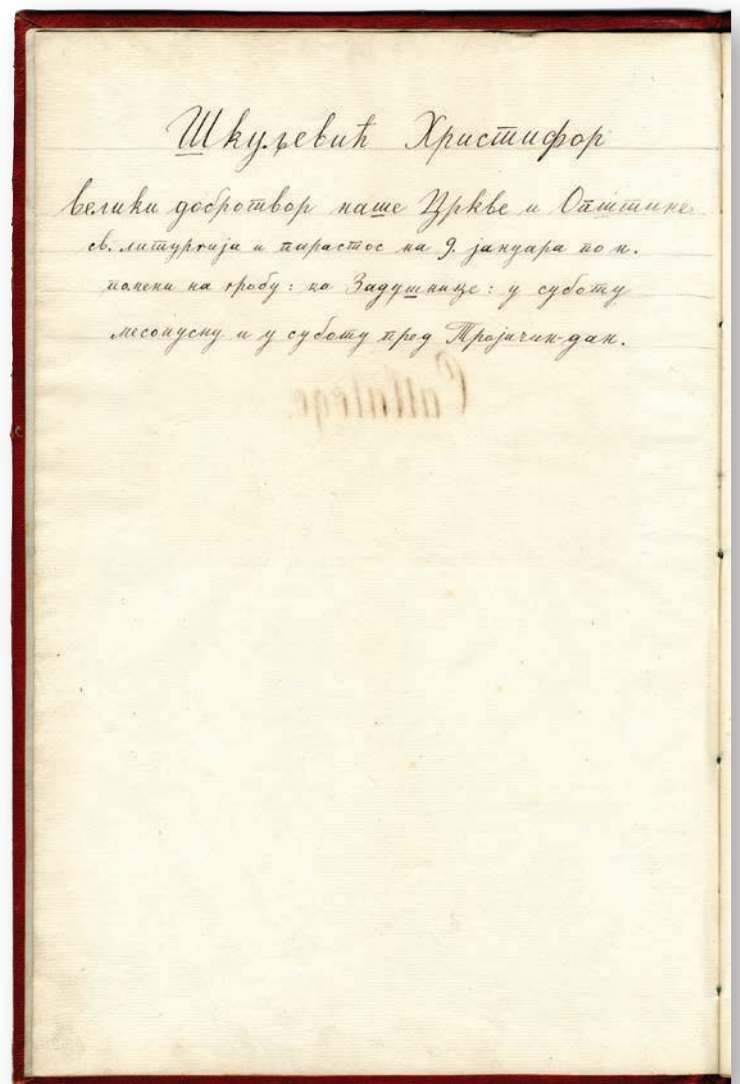 Шкуљевић Христифор
велики добротвор наше Цркве и Општине
св. литургија и парастос на 9. јануара по н.
помени на гробу: на Задушнице: у суботу
месопусну и у суботу пред Тројичин-дан.